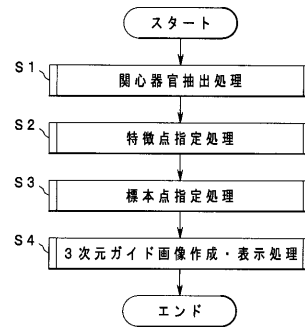 スタート
S1
関心器官抽出処理
S2
特徴点指定処理
S3
標本点指定処理
S4
3次元ガイド画像作成・表示処理
エンド